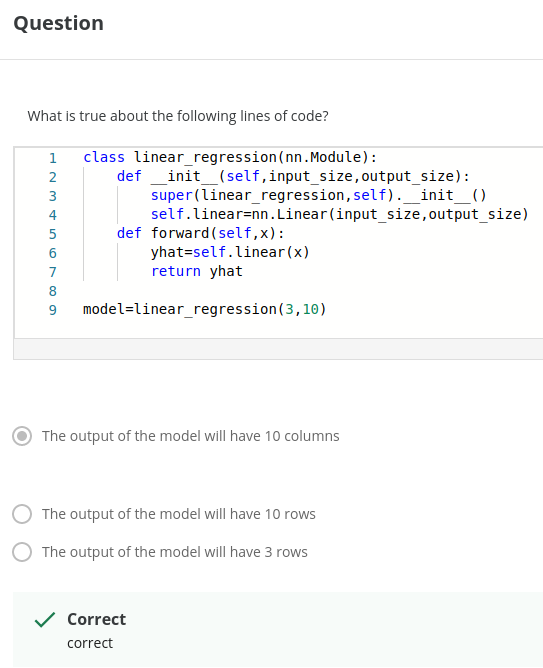 Question
What is true about the following lines of code?
1 class linear_regression(nn.Module):
2     def __init__(self,input_size,output_size):
3         super(linear_regression,self).__init__()
4         self.linear=nn.Linear(input_size,output_size)
5     def forward(self,x):
6         yhat=self.linear(x)
7         return yhat
8
9 model=linear_regression(3,10)
The output of the model will have 10 columns
The output of the model will have 10 rows
The output of the model will have 3 rows
Correct
correct